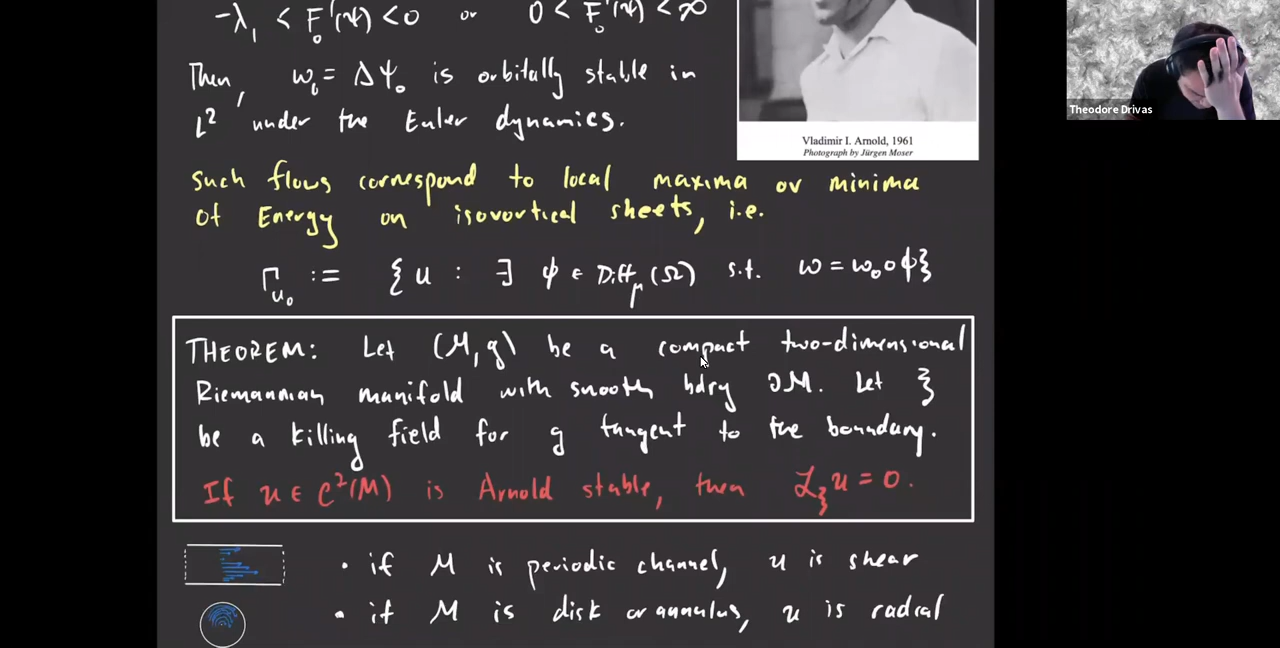 -λ₁ < F₀'(ψ) < 0 or 0 < F₀'(ψ) < ∞
Then, ω₀ = Δψ₀ is orbitally stable in
L² under the Euler dynamics.
Vladimir I. Arnold, 1961
Photograph by Jürgen Moser
Theodore Drivas
Such flows correspond to local maxima or minima
of Energy on isovortical sheets, i.e.
Γ_{u₀} := { u : ∃ φ ∈ Diff_μ(Ω) s.t. ω = ω₀ ∘ φ }
THEOREM: Let (M, g) be a compact two-dimensional
Riemannian manifold with smooth bdry ∂M. Let ξ
be a killing field for g tangent to the boundary.
If u ∈ C²(M) is Arnold stable, then ℒ_ξ u = 0.
• if M is periodic channel, u is shear
• if M is disk or annulus, u is radial